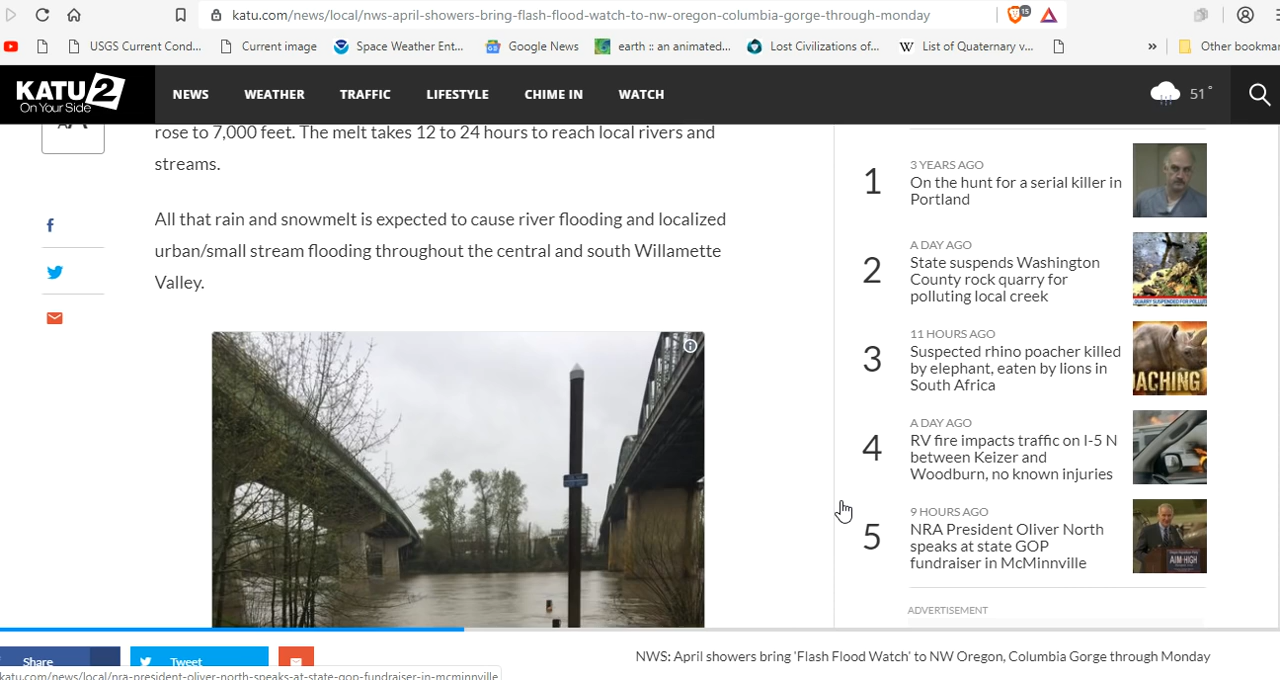 katu.com/news/local/nws-april-showers-bring-flash-flood-watch-to-nw-oregon-columbia-gorge-through-monday
15
USGS Current Cond...
Current image
Space Weather Ent...
Google News
earth :: an animated...
Lost Civilizations of...
W
List of Quaternary v...
»
Other bookmar
KATU 2
On Your Side
NEWS
WEATHER
TRAFFIC
LIFESTYLE
CHIME IN
WATCH
51°
rose to 7,000 feet. The melt takes 12 to 24 hours to reach local rivers and
streams.
All that rain and snowmelt is expected to cause river flooding and localized
urban/small stream flooding throughout the central and south Willamette
Valley.
1
3 YEARS AGO
On the hunt for a serial killer in
Portland
2
A DAY AGO
State suspends Washington
County rock quarry for
polluting local creek
3
11 HOURS AGO
Suspected rhino poacher killed
by elephant, eaten by lions in
South Africa
ACHING
4
A DAY AGO
RV fire impacts traffic on I-5 N
between Keizer and
Woodburn, no known injuries
5
9 HOURS AGO
NRA President Oliver North
speaks at state GOP
fundraiser in McMinnville
AIM-HIGH
ADVERTISEMENT
Share
Tweet
NWS: April showers bring 'Flash Flood Watch' to NW Oregon, Columbia Gorge through Monday
katu.com/news/local/nra-president-oliver-north-speaks-at-state-gop-fundraiser-in-mcminnville